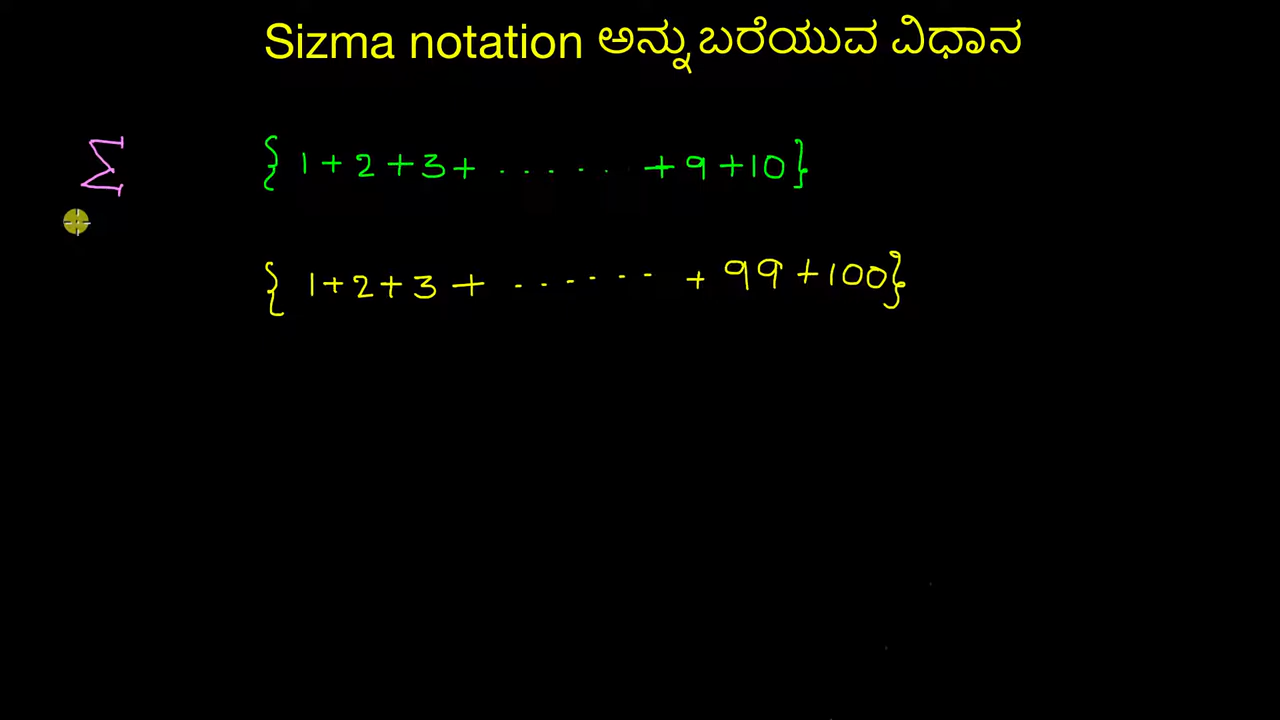 Sizma notation ಅನ್ನು ಬರೆಯುವ ವಿಧಾನ
Σ { 1 + 2 + 3 + . . . . . . + 9 + 10 }
{ 1 + 2 + 3 + . . . . . . + 99 + 100 }